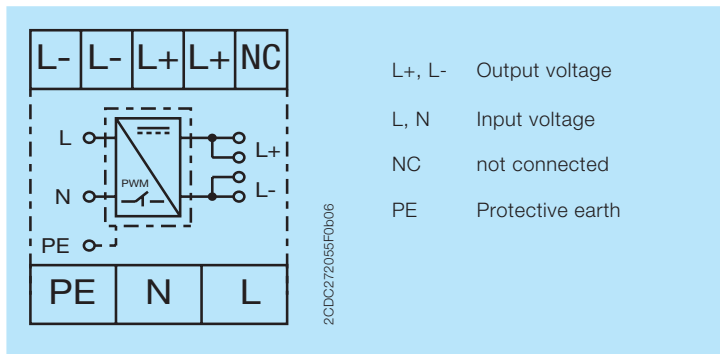 L- L- L+ L+ NC
L
L+
PWM
N
L-
PE
PE N L
2CDC272055F0b06
L+, L- Output voltage
L, N Input voltage
NC not connected
PE Protective earth